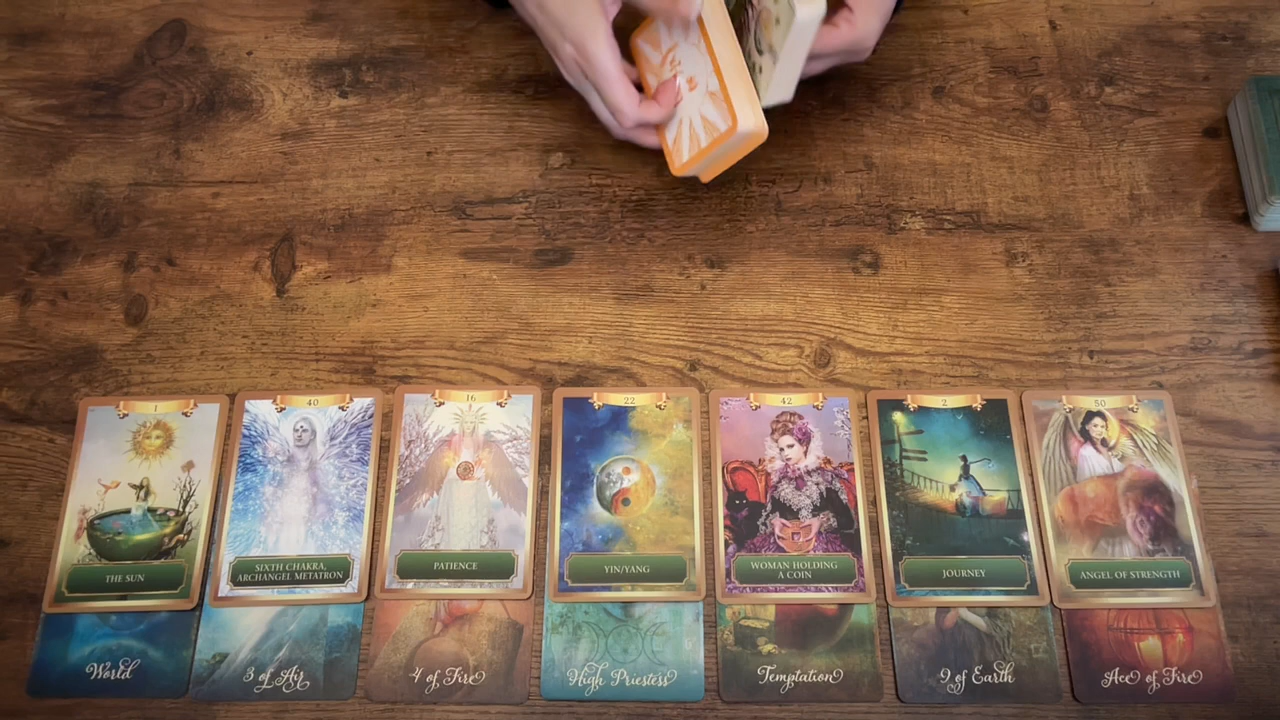 1
THE SUN
40
SIXTH CHAKRA,
ARCHANGEL METATRON
16
PATIENCE
22
YIN/YANG
42
WOMAN HOLDING
A COIN
2
JOURNEY
50
ANGEL OF STRENGTH
World
3 of Air
4 of Fire
High Priestess
Temptation
9 of Earth
Ace of Fire